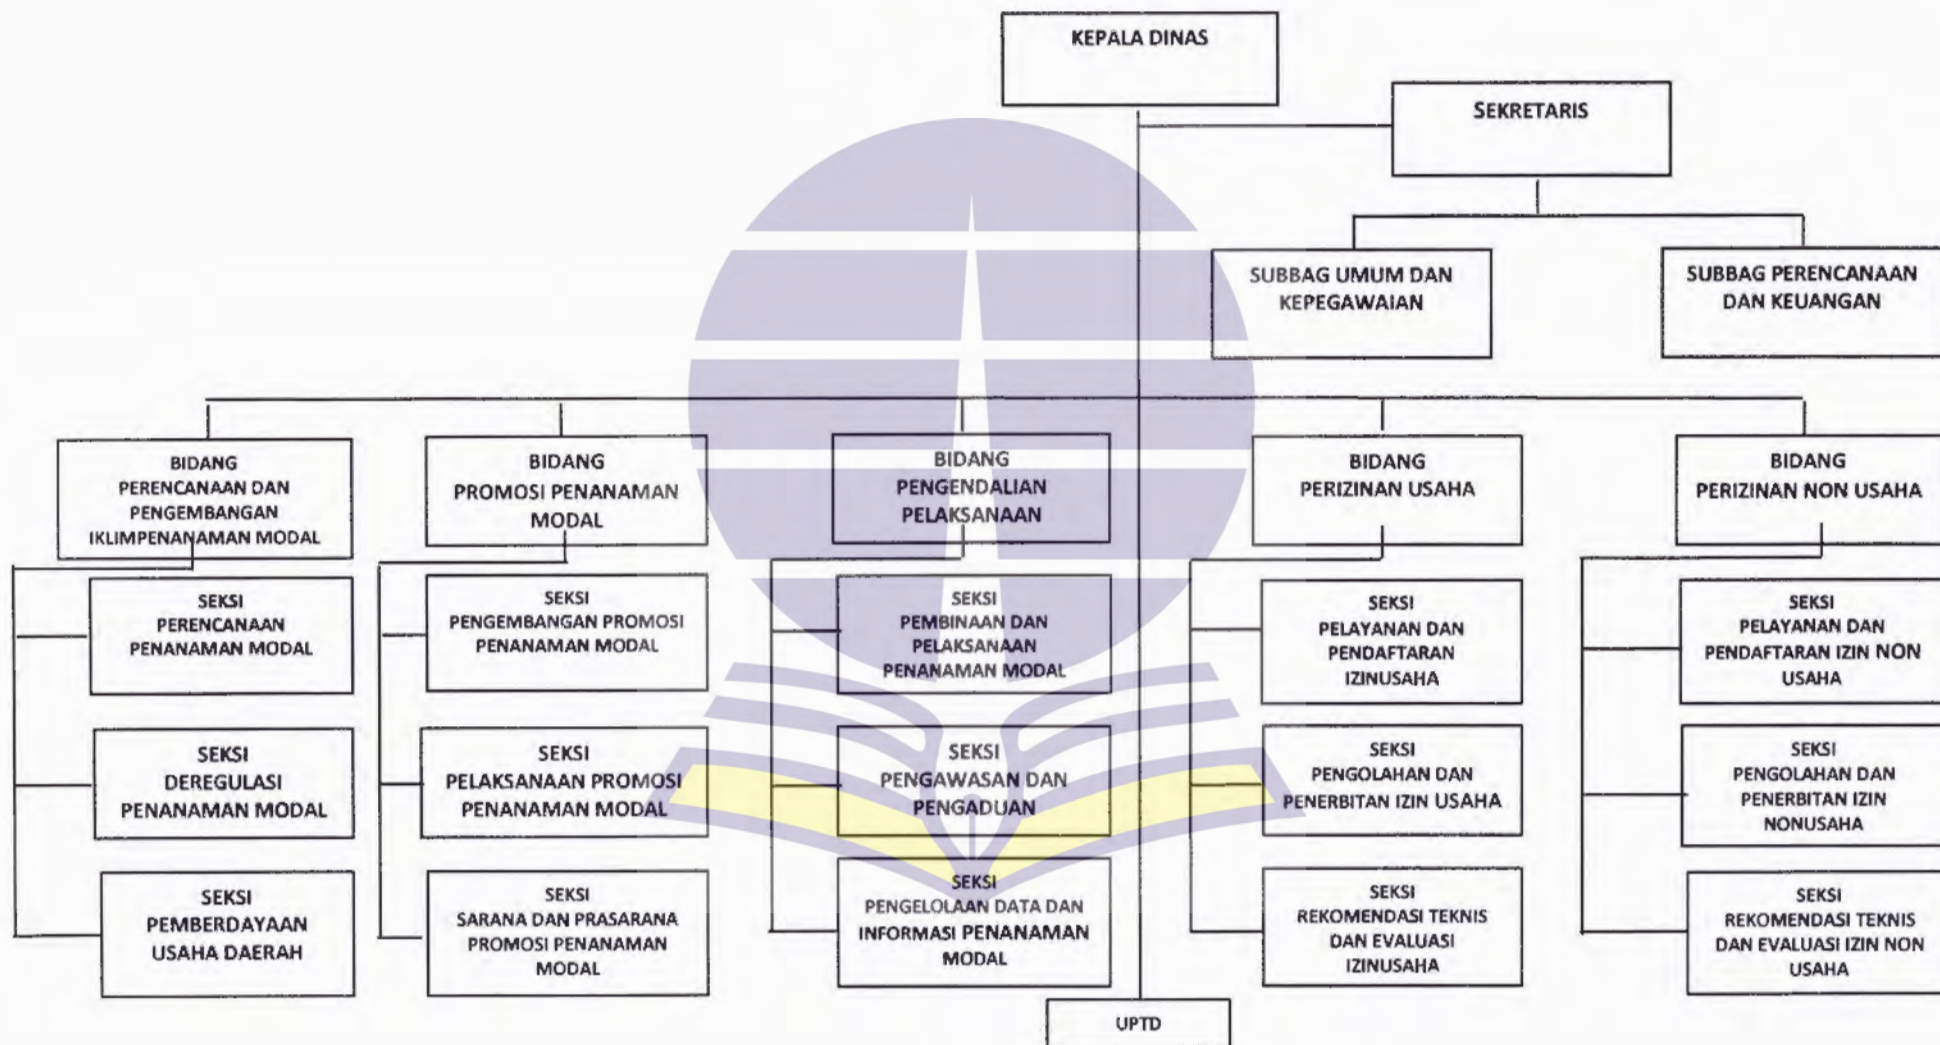 KEPALA DINAS
SEKRETARIS
SUBBAG UMUM DAN
KEPEGAWAIAN
SUBBAG PERENCANAAN
DAN KEUANGAN
BIDANG
PERENCANAAN DAN
PENGEMBANGAN
IKLIMPENANAMAN MODAL
BIDANG
PROMOSI PENANAMAN
MODAL
BIDANG
PENGENDALIAN
PELAKSANAAN
BIDANG
PERIZINAN USAHA
BIDANG
PERIZINAN NON USAHA
SEKSI
PERENCANAAN
PENANAMAN MODAL
SEKSI
PENGEMBANGAN PROMOSI
PENANAMAN MODAL
SEKSI
PEMBINAAN DAN
PELAKSANAAN
PENANAMAN MODAL
SEKSI
PELAYANAN DAN
PENDAFTARAN
IZINUSAHA
SEKSI
PELAYANAN DAN
PENDAFTARAN IZIN NON
USAHA
SEKSI
DEREGULASI
PENANAMAN MODAL
SEKSI
PELAKSANAAN PROMOSI
PENANAMAN MODAL
SEKSI
PENGAWASAN DAN
PENGADUAN
SEKSI
PENGOLAHAN DAN
PENERBITAN IZIN USAHA
SEKSI
PENGOLAHAN DAN
PENERBITAN IZIN
NONUSAHA
SEKSI
PEMBERDAYAAN
USAHA DAERAH
SEKSI
SARANA DAN PRASARANA
PROMOSI PENANAMAN
MODAL
SEKSI
PENGELOLAAN DATA DAN
INFORMASI PENANAMAN
MODAL
SEKSI
REKOMENDASI TEKNIS
DAN EVALUASI
IZINUSAHA
SEKSI
REKOMENDASI TEKNIS
DAN EVALUASI IZIN NON
USAHA
UPTD